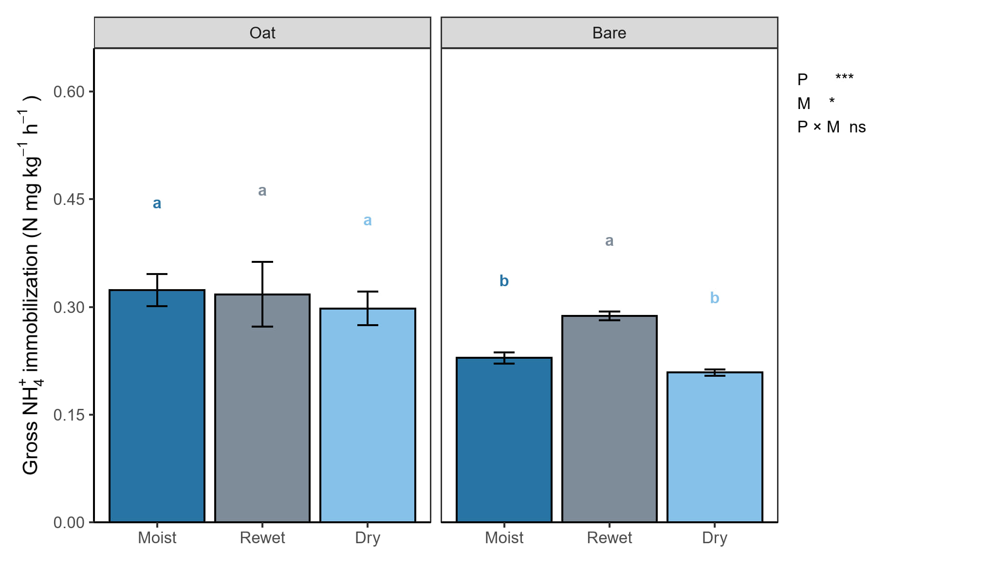 Oat
Bare
P ***
M *
P × M ns
Gross NH₄⁺ immobilization (N mg kg⁻¹ h⁻¹ )
0.60
0.45
0.30
0.15
0.00
a
a
a
b
a
b
Moist
Rewet
Dry
Moist
Rewet
Dry